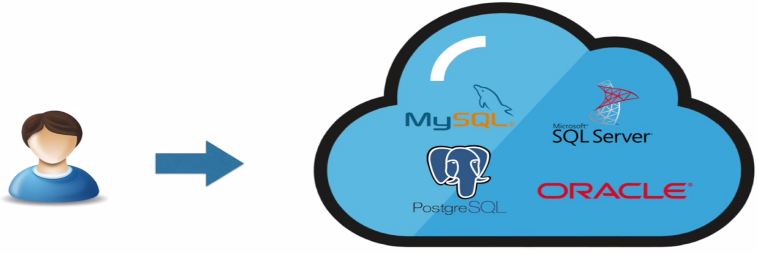 MySQL®
Microsoft®
SQL Server®
PostgreSQL
ORACLE®